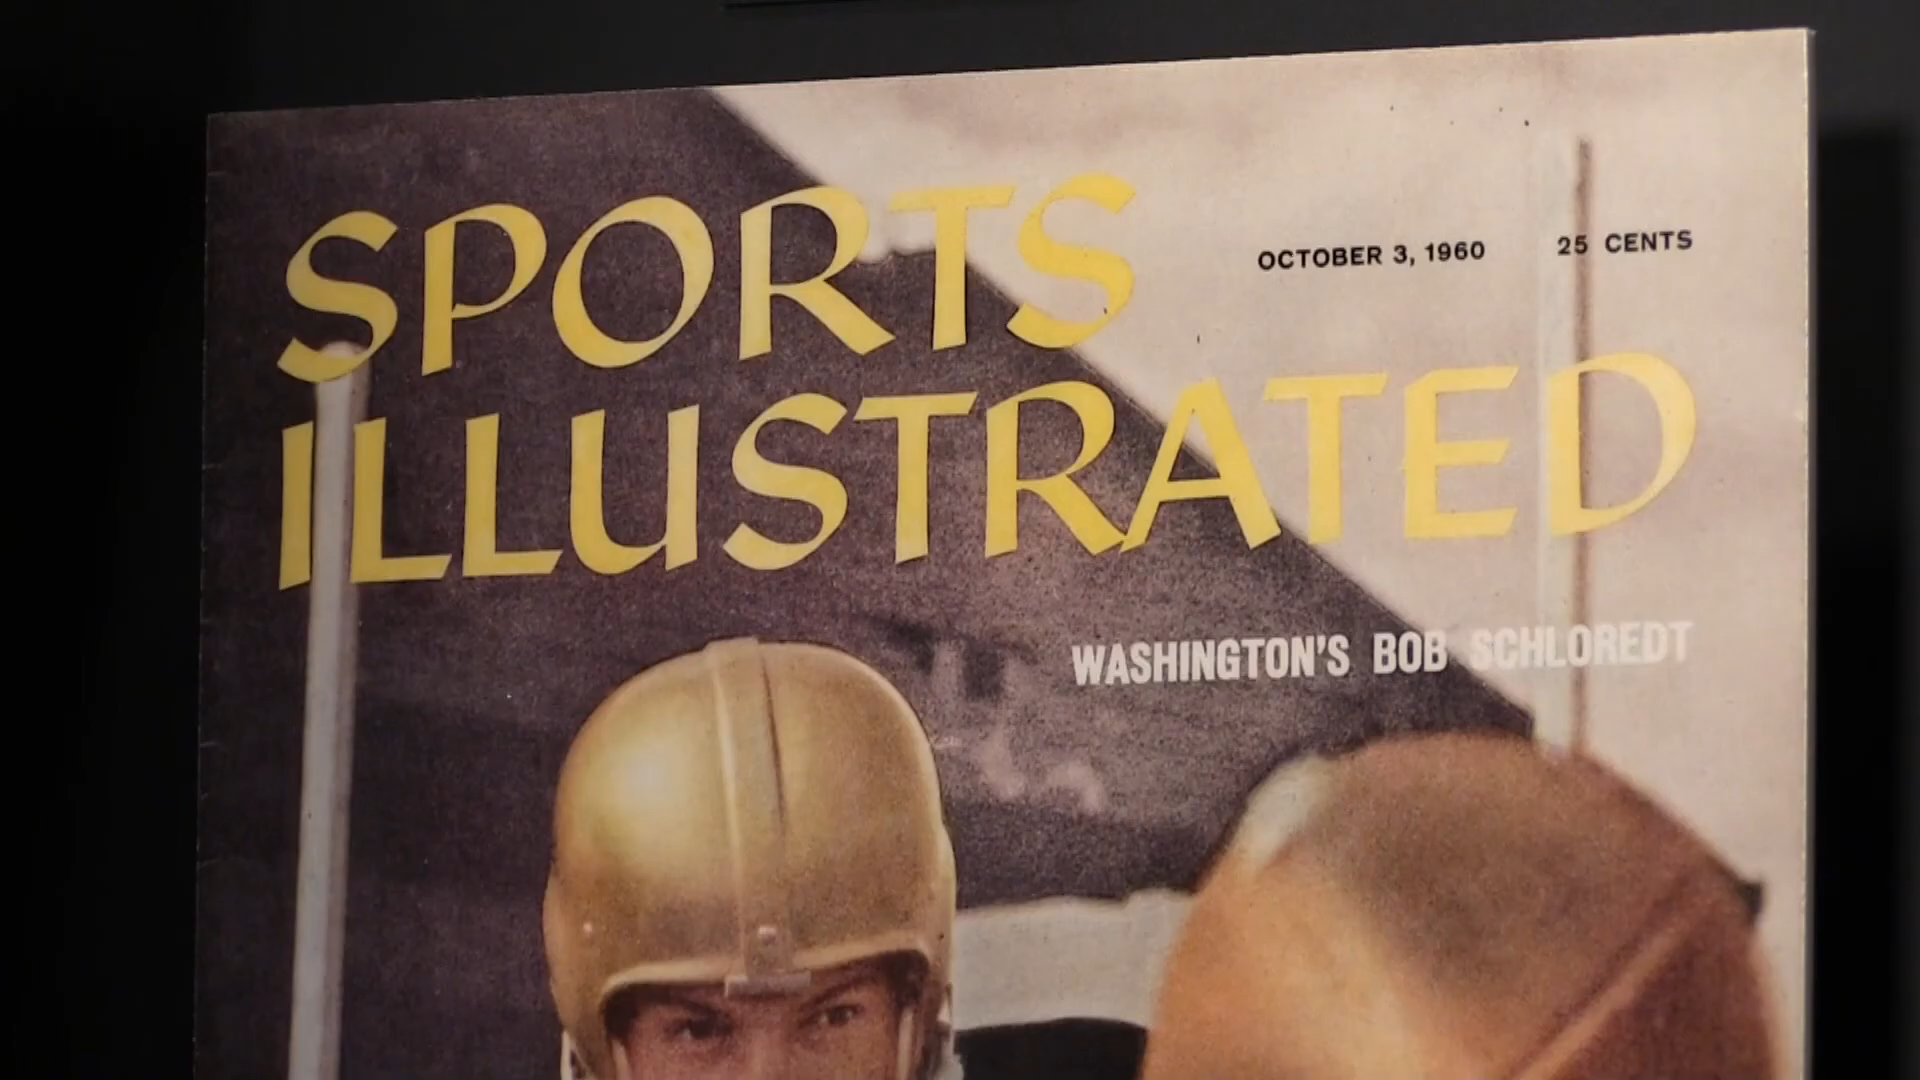 SPORTS
OCTOBER 3, 1960 25 CENTS
ILLUSTRATED
WASHINGTON'S BOB SCHLOREDT